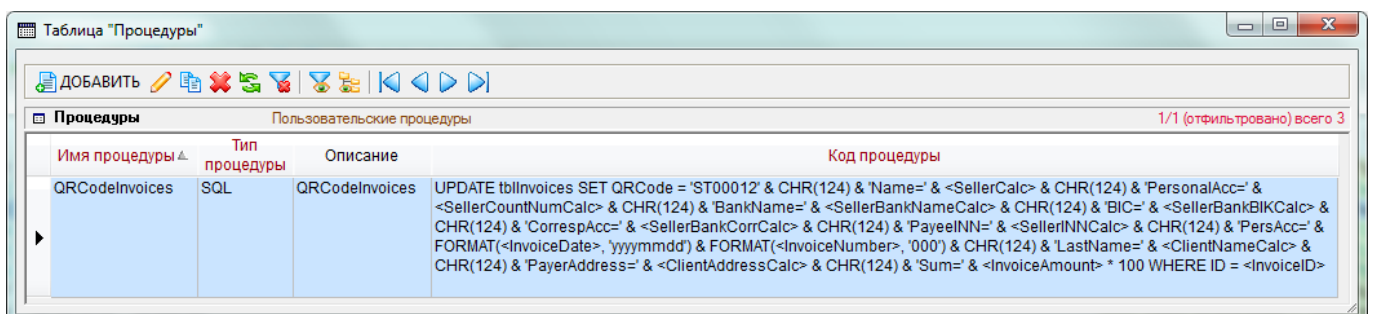 Таблица "Процедуры"
ДОБАВИТЬ
Процедуры Пользовательские процедуры 1/1 (отфильтровано) всего 3
Имя процедуры Тип процедуры Описание Код процедуры
QRCodeInvoices SQL QRCodeInvoices UPDATE tblInvoices SET QRCode = 'ST00012' & CHR(124) & 'Name=' & <SellerCalc> & CHR(124) & 'PersonalAcc=' &
<SellerCountNumCalc> & CHR(124) & 'BankName=' & <SellerBankNameCalc> & CHR(124) & 'BIC=' & <SellerBankBIKCalc> &
CHR(124) & 'CorrespAcc=' & <SellerBankCorrCalc> & CHR(124) & 'PayeeINN=' & <SellerINNCalc> & CHR(124) & 'PersAcc=' &
FORMAT(<InvoiceDate>, 'yyyymmdd') & FORMAT(<InvoiceNumber>, '000') & CHR(124) & 'LastName=' & <ClientNameCalc> &
CHR(124) & 'PayerAddress=' & <ClientAddressCalc> & CHR(124) & 'Sum=' & <InvoiceAmount> * 100 WHERE ID = <InvoiceID>